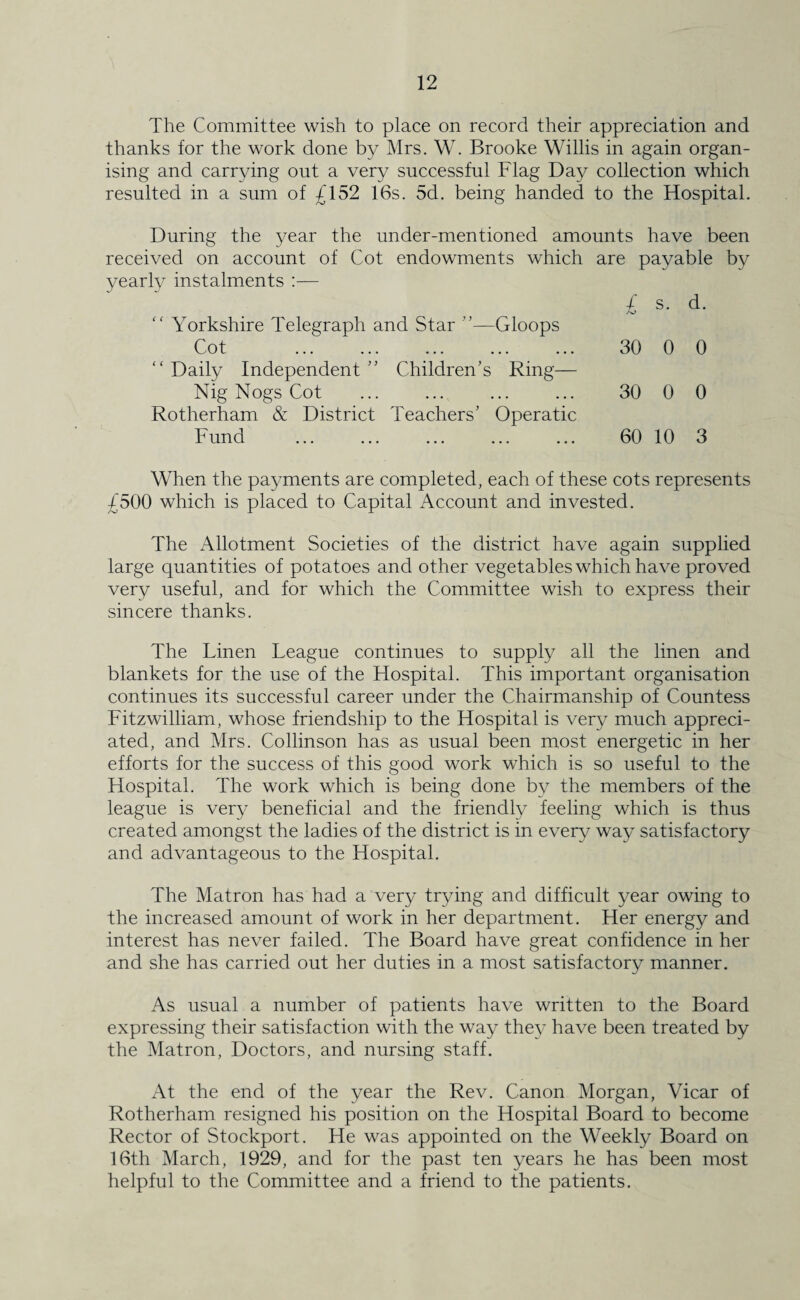 12
The Committee wish to place on record their appreciation and
thanks for the work done by Mrs. W. Brooke Willis in again organ-
ising and carrying out a very successful Flag Day collection which
resulted in a sum of £152 16s. 5d. being handed to the Hospital.
During the year the under-mentioned amounts have been
received on account of Cot endowments which are payable by
yearly instalments :—
£ s. d.
“ Yorkshire Telegraph and Star ”—Gloops
Cot ... ... ... ... ... 30 0 0
“ Daily Independent ” Children’s Ring—
Nig Nogs Cot ... ... ... ... 30 0 0
Rotherham & District Teachers’ Operatic
Fund ... ... ... ... ... 60 10 3
When the payments are completed, each of these cots represents
£500 which is placed to Capital Account and invested.
The Allotment Societies of the district have again supplied
large quantities of potatoes and other vegetables which have proved
very useful, and for which the Committee wish to express their
sincere thanks.
The Linen League continues to supply all the linen and
blankets for the use of the Hospital. This important organisation
continues its successful career under the Chairmanship of Countess
Fitzwilliam, whose friendship to the Hospital is very much appreci-
ated, and Mrs. Collinson has as usual been most energetic in her
efforts for the success of this good work which is so useful to the
Hospital. The work which is being done by the members of the
league is very beneficial and the friendly feeling which is thus
created amongst the ladies of the district is in every way satisfactory
and advantageous to the Hospital.
The Matron has had a very trying and difficult year owing to
the increased amount of work in her department. Her energy and
interest has never failed. The Board have great confidence in her
and she has carried out her duties in a most satisfactory manner.
As usual a number of patients have written to the Board
expressing their satisfaction with the way they have been treated by
the Matron, Doctors, and nursing staff.
At the end of the year the Rev. Canon Morgan, Vicar of
Rotherham resigned his position on the Hospital Board to become
Rector of Stockport. He was appointed on the Weekly Board on
16th March, 1929, and for the past ten years he has been most
helpful to the Committee and a friend to the patients.